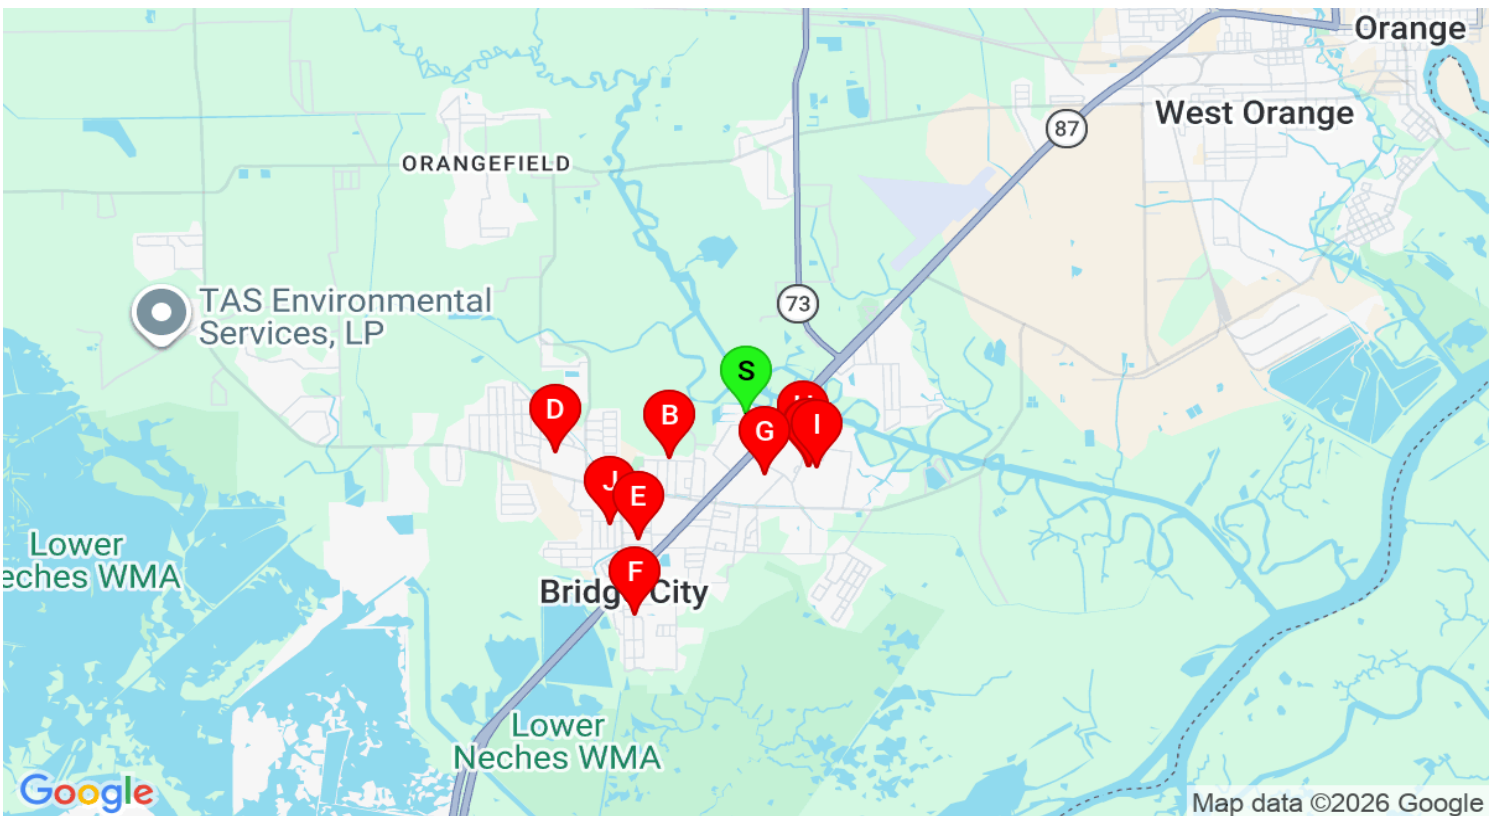 Orange
West Orange
87
ORANGEFIELD
TAS Environmental
Services, LP
73
S
D
B
G
I
J
E
F
Lower
eches WMA
Bridg
City
Lower
Neches WMA
Google
Map data ©2026 Google